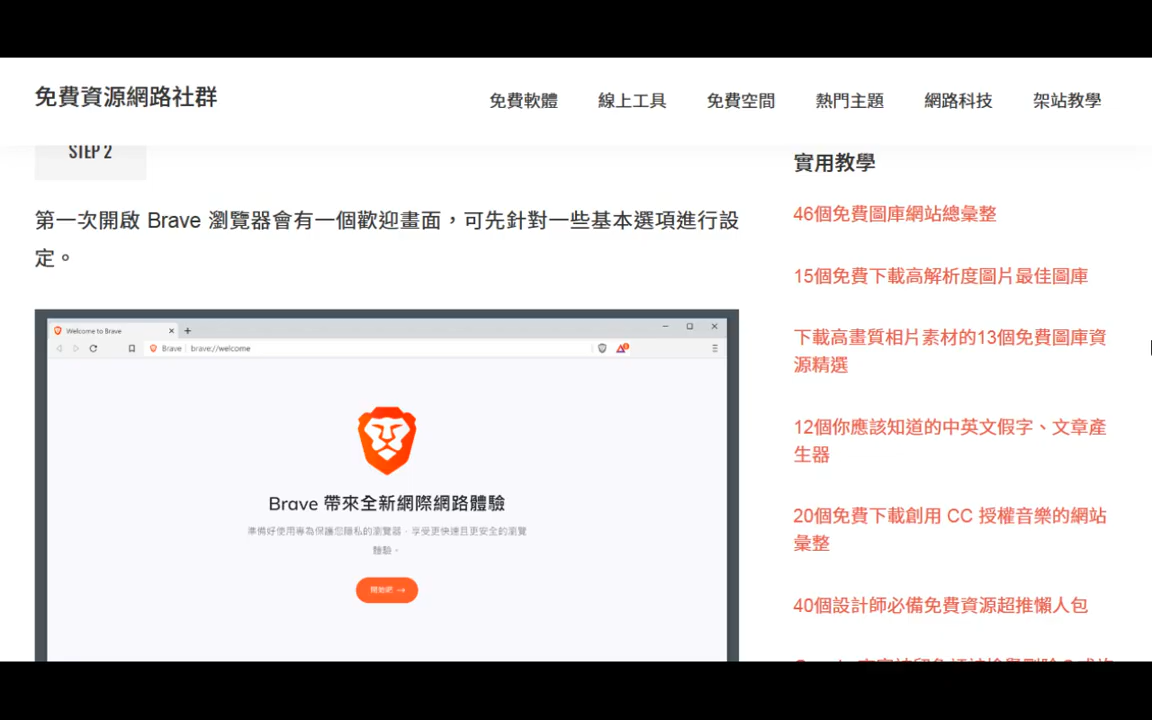 免費資源網路社群
免費軟體 線上工具 免費空間 熱門主題 網路科技 架站教學
STEP 2
第一次開啟 Brave 瀏覽器會有一個歡迎畫面，可先針對一些基本選項進行設
定。
Welcome to Brave
Brave brave://welcome
Brave 帶來全新網際網路體驗
準備好使用專為保護您隱私的瀏覽器，享受更快速且更安全的瀏覽
體驗。
開始吧 →
實用教學
46個免費圖庫網站總彙整
15個免費下載高解析度圖片最佳圖庫
下載高畫質相片素材的13個免費圖庫資
源精選
12個你應該知道的中英文假字、文章產
生器
20個免費下載創用 CC 授權音樂的網站
彙整
40個設計師必備免費資源超推懶人包